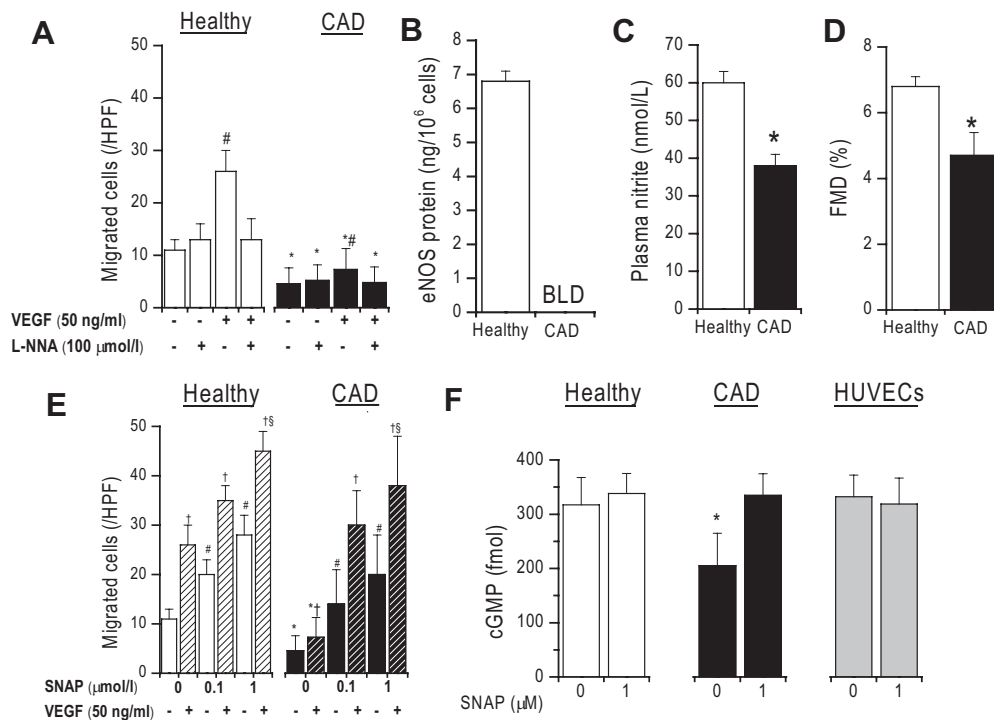 A
Healthy
CAD
Migrated cells (/HPF)
50
40
30
20
10
0
#
* * *# *
VEGF (50 ng/ml) - - + + - - + +
L-NNA (100 μmol/l) - + - + - + - +
B
eNOS protein (ng/10⁶ cells)
8
7
6
5
4
3
2
1
0
BLD
Healthy CAD
C
Plasma nitrite (nmol/L)
70
60
50
40
30
20
10
0
*
Healthy CAD
D
FMD (%)
8
6
4
2
0
*
Healthy CAD
E
Healthy
CAD
Migrated cells (/HPF)
50
40
30
20
10
0
† # † # †§
* *† # † # †§
SNAP (μmol/l) 0 0.1 1 0 0.1 1
VEGF (50 ng/ml) - + - + - + - + - + - +
F
Healthy
CAD
HUVECs
cGMP (fmol)
400
300
200
100
0
*
SNAP (μM) 0 1 0 1 0 1